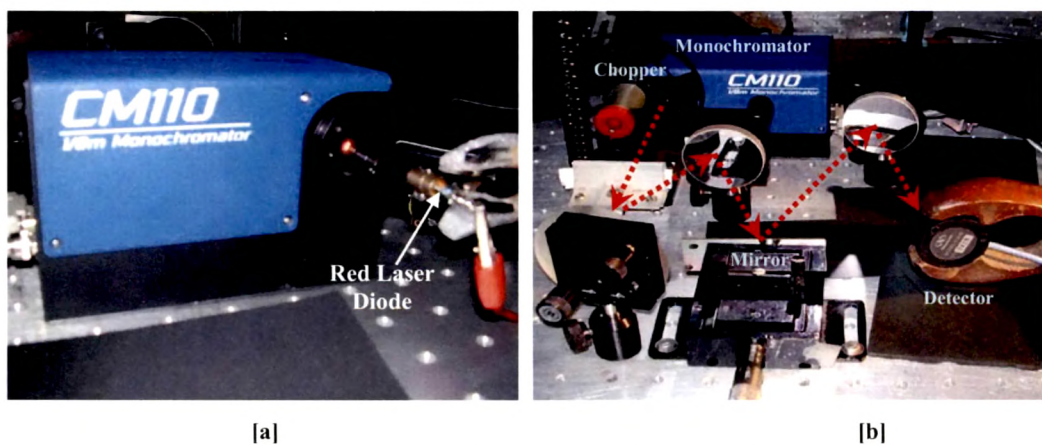 CM110
1/8m Monochromator
Red Laser
Diode
[a]
Monochromator
Chopper
CM110
1/8m Monochromator
Mirror
Detector
[b]